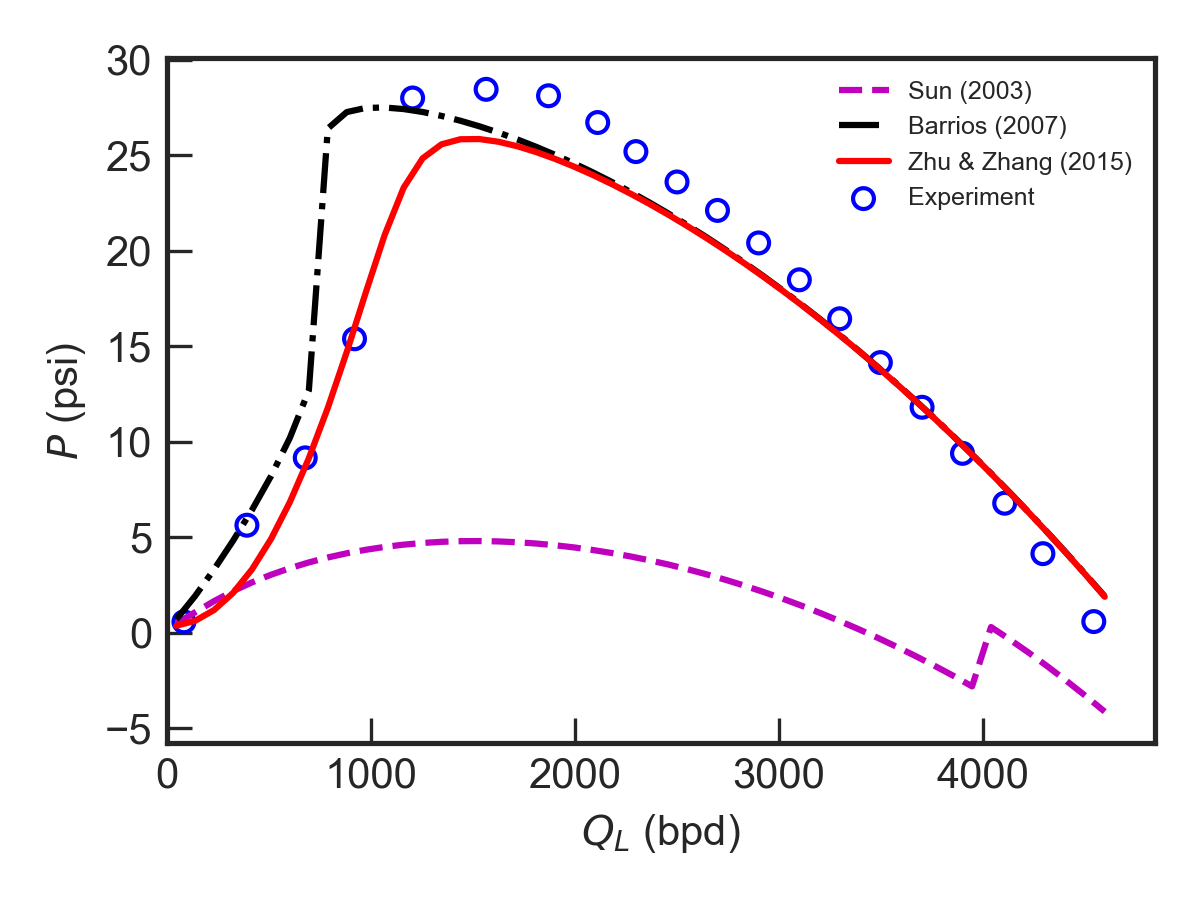 30
25
20
15
10
5
0
−5
P (psi)
0 1000 2000 3000 4000
Q_L (bpd)
Sun (2003)
Barrios (2007)
Zhu & Zhang (2015)
Experiment